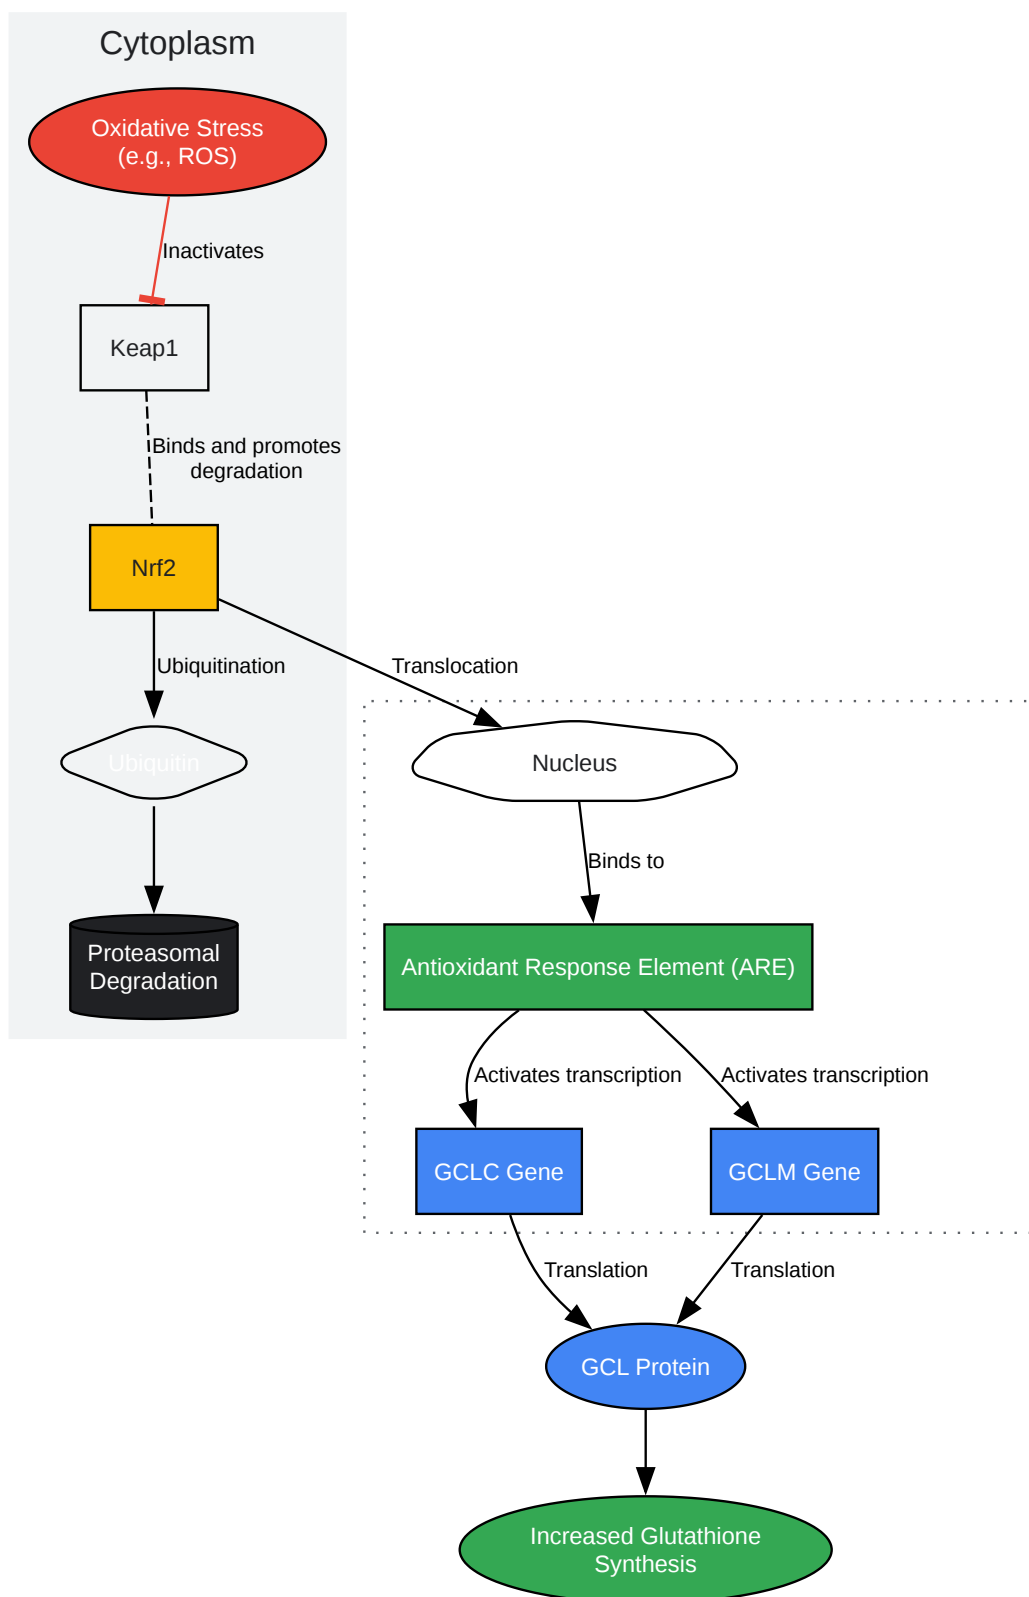 Cytoplasm
Oxidative Stress
(e.g., ROS)
Inactivates
Keap1
Binds and promotes
degradation
Nrf2
Ubiquitination
Translocation
Ubiquitin
Nucleus
Binds to
Proteasomal
Degradation
Antioxidant Response Element (ARE)
Activates transcription
Activates transcription
GCLC Gene
GCLM Gene
Translation
Translation
GCL Protein
Increased Glutathione
Synthesis